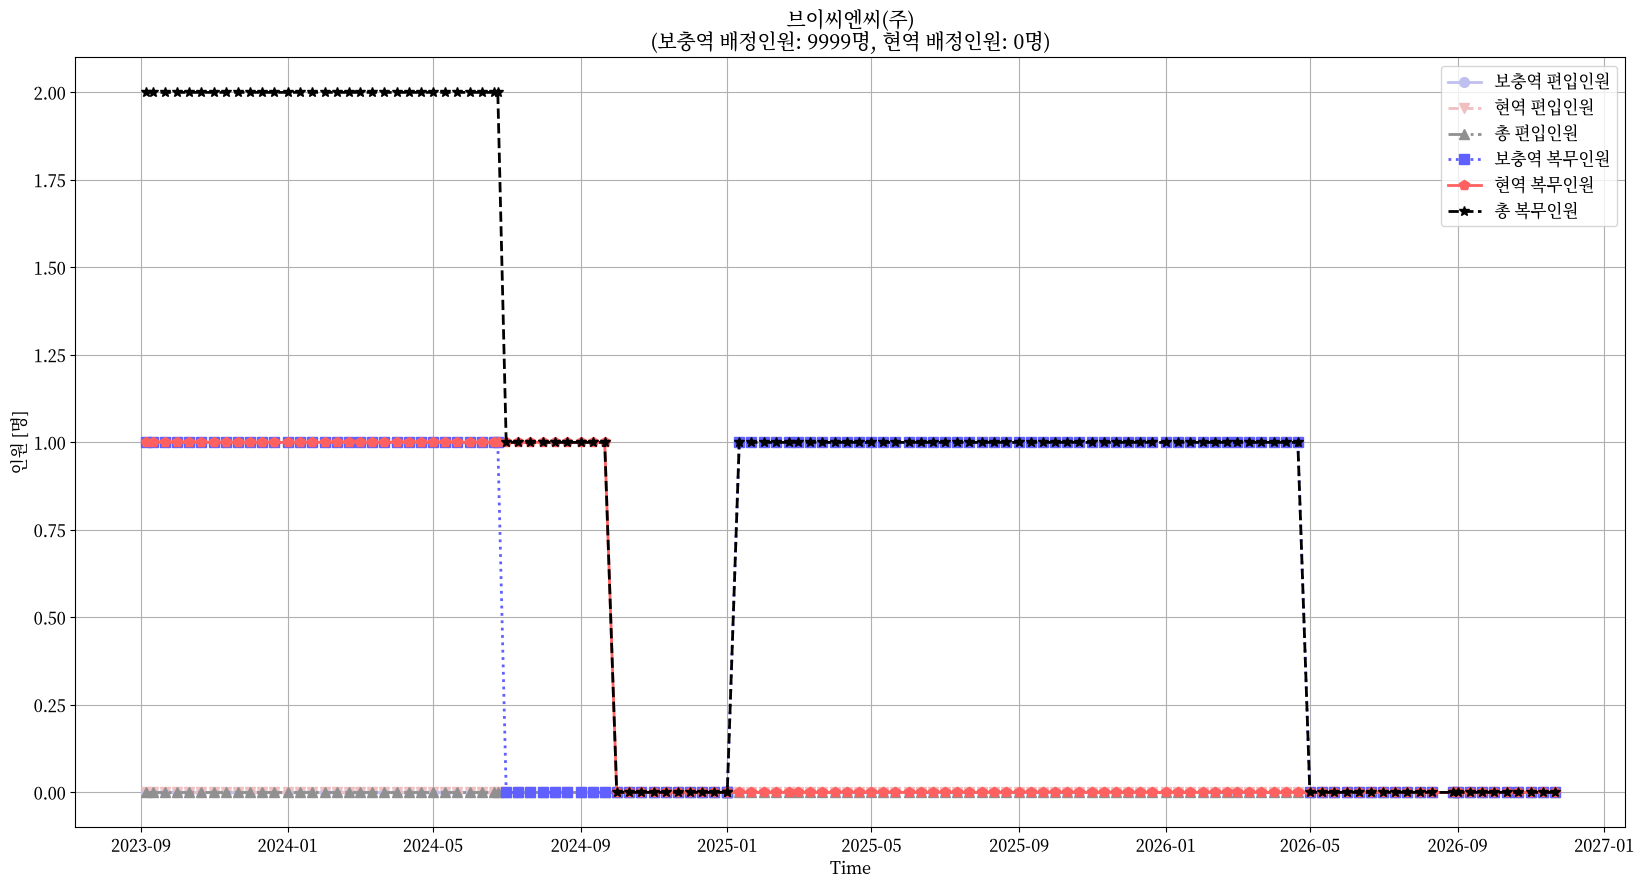 브이씨엔씨(주)
(보충역 배정인원: 9999명, 현역 배정인원: 0명)
보충역 편입인원
현역 편입인원
총 편입인원
보충역 복무인원
현역 복무인원
총 복무인원
2.00
1.75
1.50
1.25
1.00
0.75
0.50
0.25
0.00
인원 [명]
2023-09 2024-01 2024-05 2024-09 2025-01 2025-05 2025-09 2026-01 2026-05 2026-09 2027-01
Time